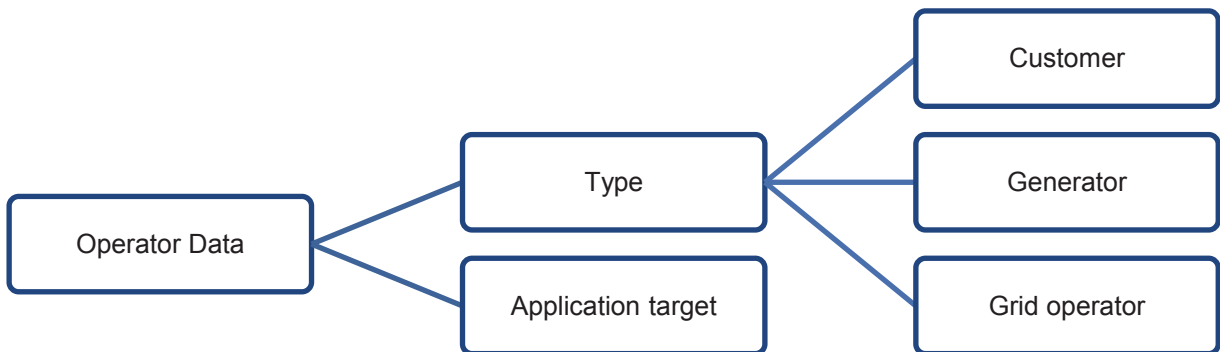 Customer
Type
Generator
Operator Data
Application target
Grid operator